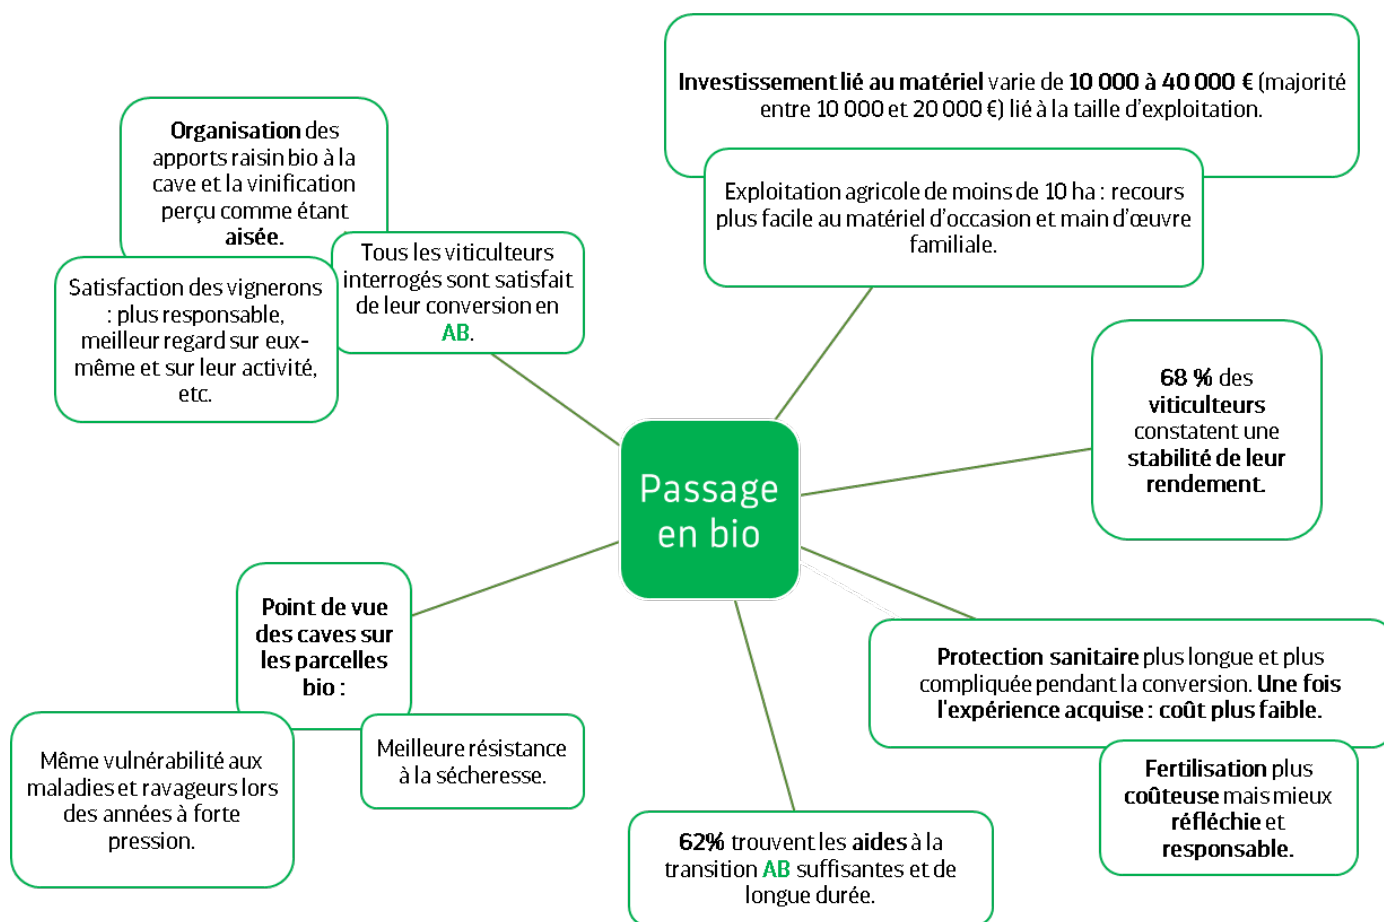 Investissement lié au matériel varie de 10 000 à 40 000 € (majorité
entre 10 000 et 20 000 €) lié à la taille d’exploitation.
Exploitation agricole de moins de 10 ha : recours
plus facile au matériel d’occasion et main d’œuvre
familiale.
Organisation des
apports raisin bio à la
cave et la vinification
perçu comme étant
aisée.
Tous les viticulteurs
interrogés sont satisfait
de leur conversion en
AB.
Satisfaction des vignerons
: plus responsable,
meilleur regard sur eux-
même et sur leur activité,
etc.
68 % des
viticulteurs
constatent une
stabilité de leur
rendement.
Passage
en bio
Point de vue
des caves sur
les parcelles
bio :
Même vulnérabilité aux
maladies et ravageurs lors
des années à forte
pression.
Meilleure résistance
à la sécheresse.
Protection sanitaire plus longue et plus
compliquée pendant la conversion. Une fois
l'expérience acquise : coût plus faible.
Fertilisation plus
coûteuse mais mieux
réfléchie et
responsable.
62% trouvent les aides à la
transition AB suffisantes et de
longue durée.